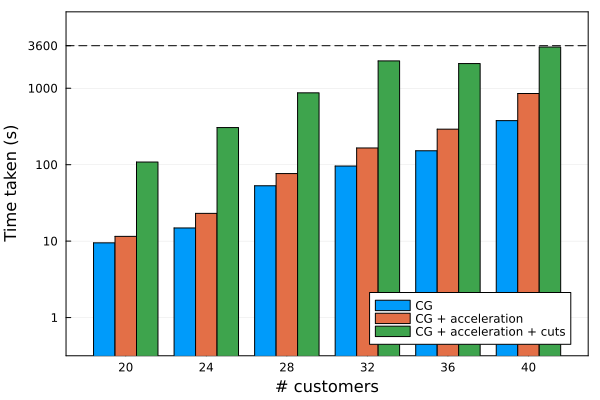 Time taken (s)
3600
1000
100
10
1
20 24 28 32 36 40
# customers
CG
CG + acceleration
CG + acceleration + cuts